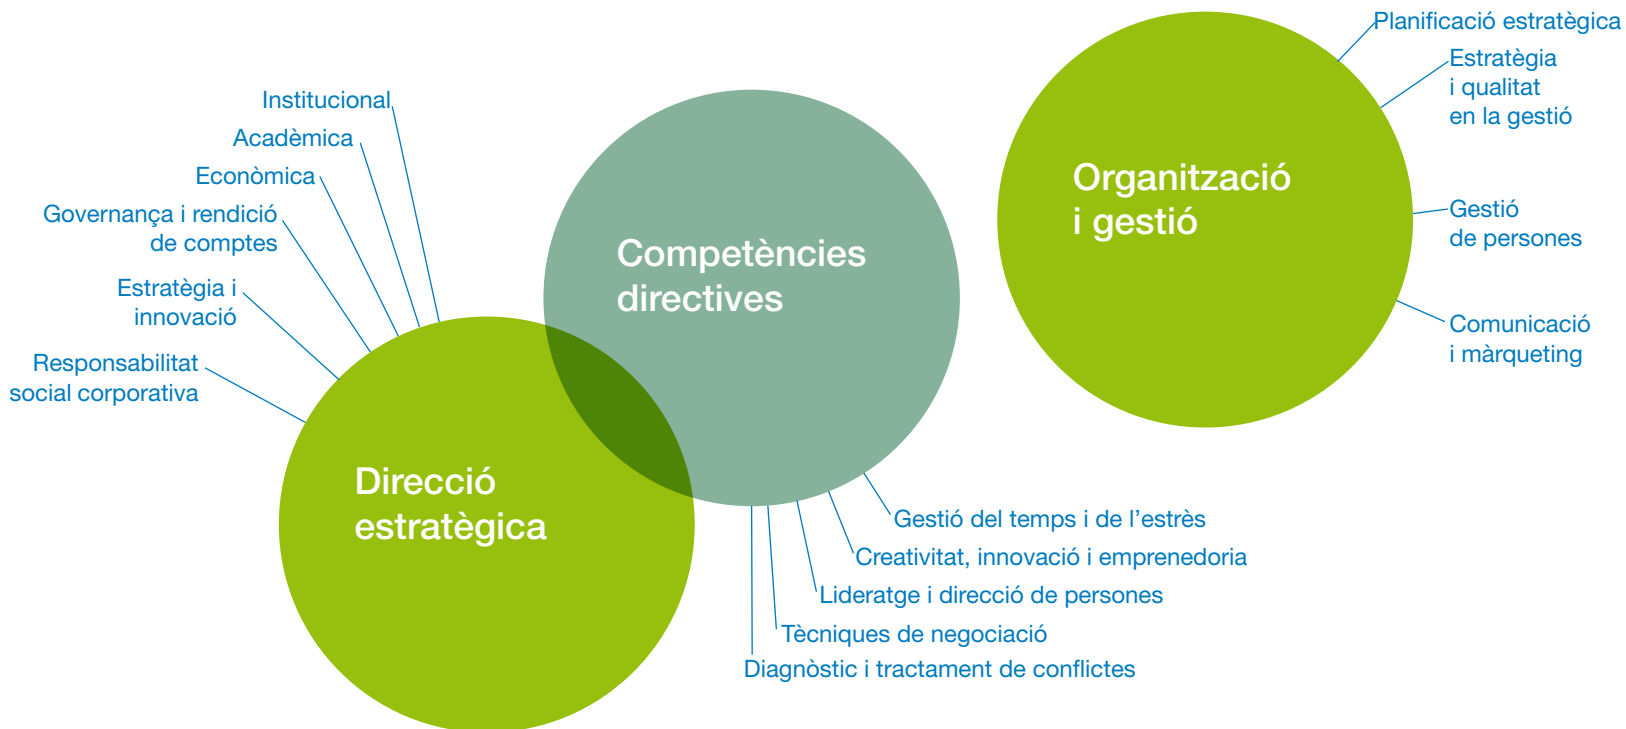 Institucional
Acadèmica
Econòmica
Governança i rendició
de comptes
Estratègia i
innovació
Responsabilitat
social corporativa
Direcció
estratègica
Competències
directives
Gestió del temps i de l’estrès
Creativitat, innovació i emprenedoria
Lideratge i direcció de persones
Tècniques de negociació
Diagnòstic i tractament de conflictes
Organització
i gestió
Planificació estratègica
Estratègia
i qualitat
en la gestió
Gestió
de persones
Comunicació
i màrqueting